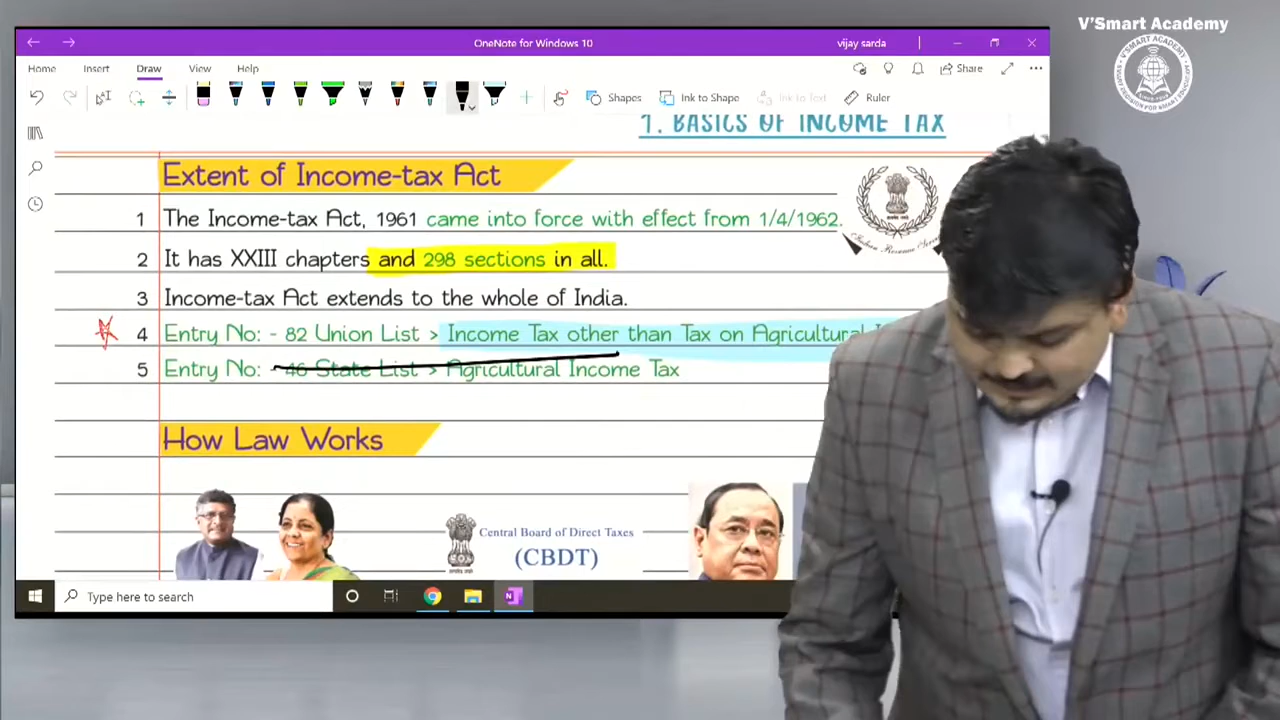 V'Smart Academy
OneNote for Windows 10
vijay sarda
Home Insert Draw View Help
Share
Shapes Ink to Shape Ink to Text Ruler
1. BASICS OF INCOME TAX
Extent of Income-tax Act
1 The Income-tax Act, 1961 came into force with effect from 1/4/1962.
2 It has XXIII chapters and 298 sections in all.
3 Income-tax Act extends to the whole of India.
4 Entry No: - 82 Union List > Income Tax other than Tax on Agricultural
5 Entry No: - 46 State List > Agricultural Income Tax
How Law Works
Central Board of Direct Taxes
(CBDT)
Type here to search